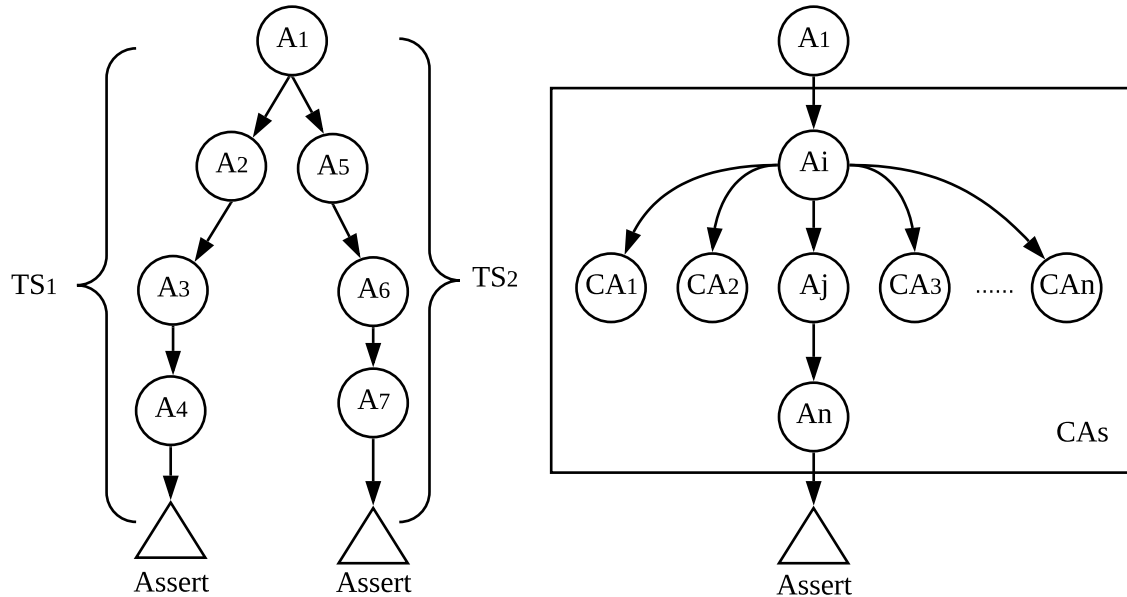 A1
A2
A5
A3
A6
TS1
TS2
A4
A7
Assert
Assert
A1
Ai
CA1
CA2
Aj
CA3
......
CAn
An
CAs
Assert